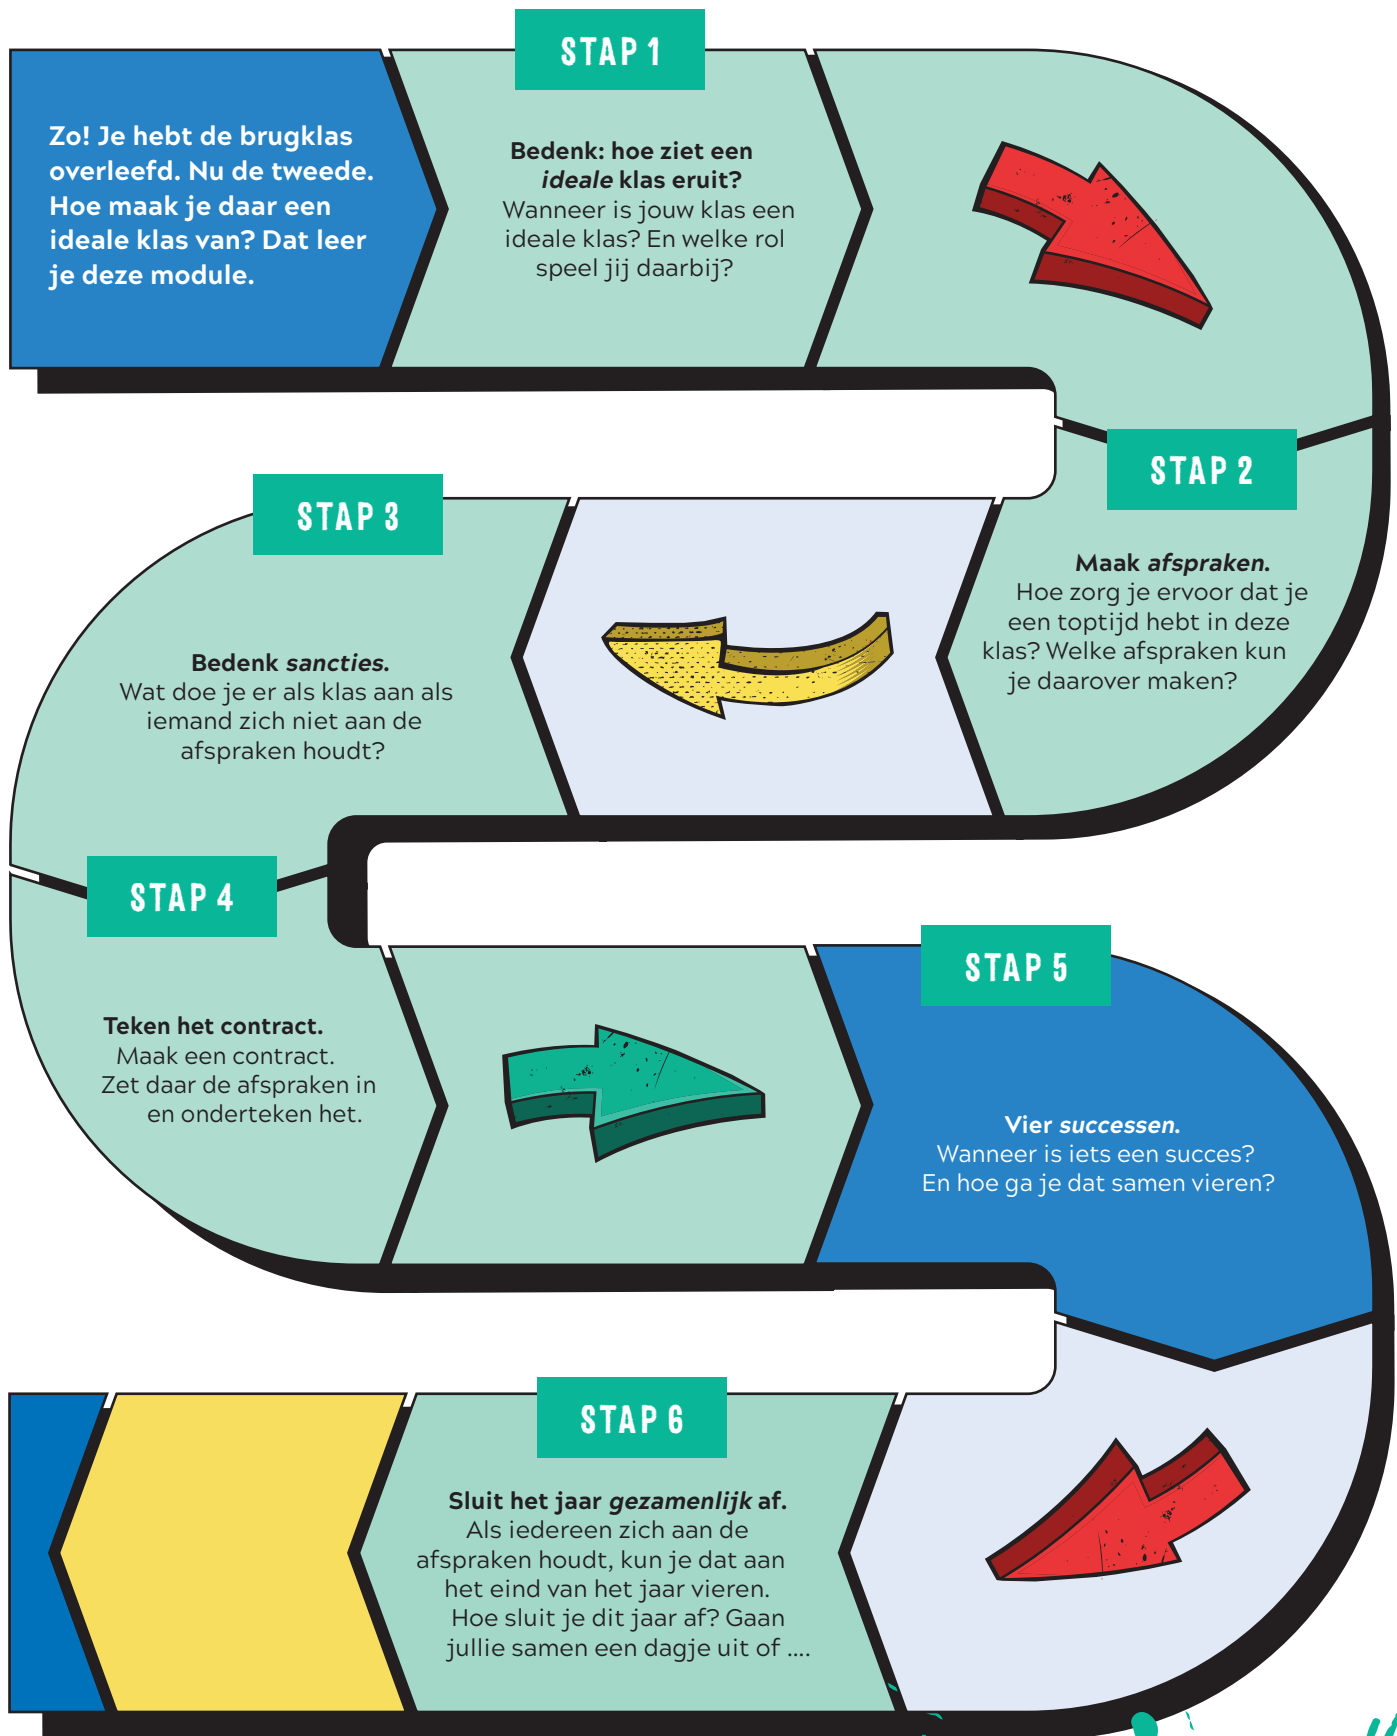 Zo! Je hebt de brugklas
overleefd. Nu de tweede.
Hoe maak je daar een
ideale klas van? Dat leer
je deze module.
STAP 1
Bedenk: hoe ziet een
ideale klas eruit?
Wanneer is jouw klas een
ideale klas? En welke rol
speel jij daarbij?
STAP 2
Maak afspraken.
Hoe zorg je ervoor dat je
een toptijd hebt in deze
klas? Welke afspraken kun
je daarover maken?
STAP 3
Bedenk sancties.
Wat doe je er als klas aan als
iemand zich niet aan de
afspraken houdt?
STAP 4
Teken het contract.
Maak een contract.
Zet daar de afspraken in
en onderteken het.
STAP 5
Vier successen.
Wanneer is iets een succes?
En hoe ga je dat samen vieren?
STAP 6
Sluit het jaar gezamenlijk af.
Als iedereen zich aan de
afspraken houdt, kun je dat aan
het eind van het jaar vieren.
Hoe sluit je dit jaar af? Gaan
jullie samen een dagje uit of ....